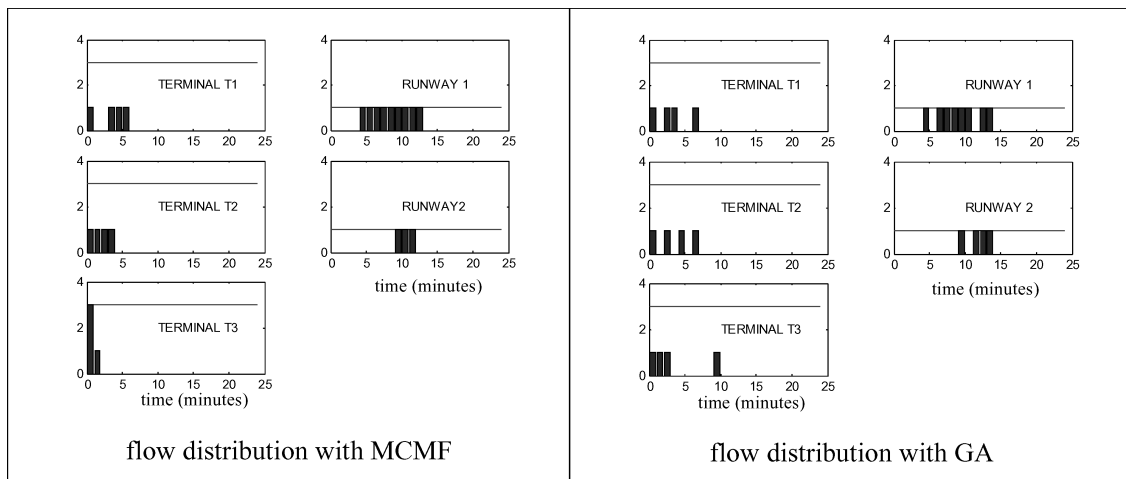 4
2
0
0 5 10 15 20 25
TERMINAL T1
4
2
0
0 5 10 15 20 25
RUNWAY 1
4
2
0
0 5 10 15 20 25
TERMINAL T2
4
2
0
0 5 10 15 20 25
RUNWAY2
time (minutes)
4
2
0
0 5 10 15 20 25
TERMINAL T3
time (minutes)
flow distribution with MCMF
4
2
0
0 5 10 15 20 25
TERMINAL T1
4
2
0
0 5 10 15 20 25
RUNWAY 1
4
2
0
0 5 10 15 20 25
TERMINAL T2
4
2
0
0 5 10 15 20 25
RUNWAY 2
time (minutes)
4
2
0
0 5 10 15 20 25
TERMINAL T3
time (minutes)
flow distribution with GA